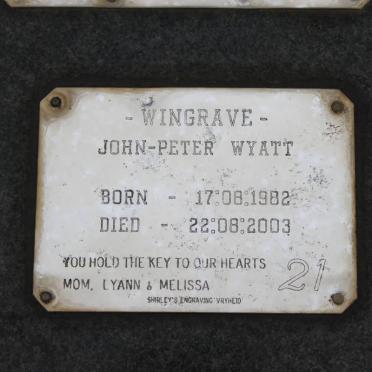 - WINGRAVE -
JOHN-PETER WYATT
BORN - 17:08:1982
DIED - 22:08:2003
YOU HOLD THE KEY TO OUR HEARTS
21
MOM, LYANN & MELISSA
SHIRLEY'S ENGRAVING VRYHEID